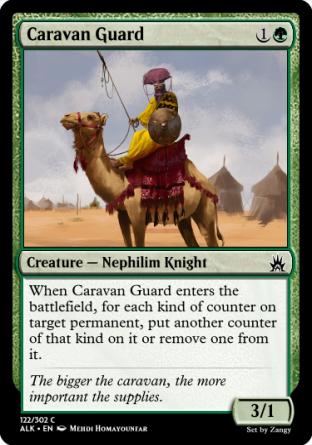 Caravan Guard 1
Creature — Nephilim Knight
When Caravan Guard enters the
battlefield, for each kind of counter on
target permanent, put another counter
of that kind on it or remove one from
it.
The bigger the caravan, the more
important the supplies.
3/1
122/302 C
ALK • EN Mehdi Homayounfar
Set by Zangy